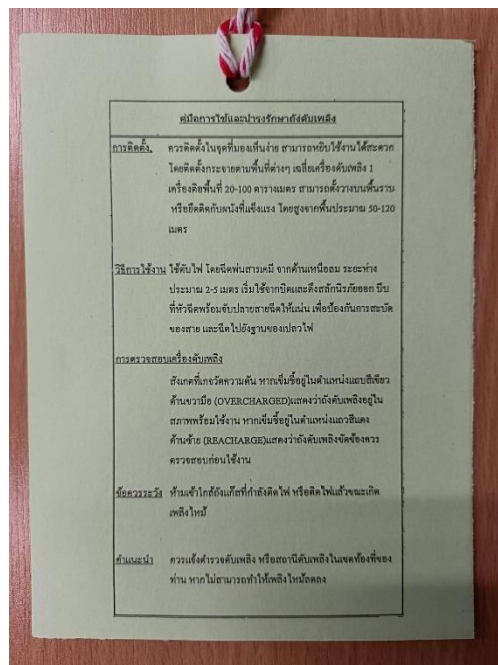 คู่มือการใช้และบำรงรักษาถังดับเพลิง
การติดตั้ง. ควรติดตั้งในจุดที่มองเห็นง่าย สามารถหยิบใช้งานได้สะดวก
โดยติดตั้งกระจายตามพื้นที่ต่างๆ เฉลี่ยเครื่องดับเพลิง 1
เครื่องต่อพื้นที่ 20-100 ตารางเมตร สามารถตั้งวางบนพื้นราบ
หรือยึดติดกับผนังที่แข็งแรง โดยสูงจากพื้นประมาณ 50-120
เมตร
วิธีการใช้งาน ใช้ดับไฟ โดยฉีดพ่นสารเคมี จากด้านเหนือลม ระยะห่าง
ประมาณ 2-5 เมตร เริ่มใช้จากบิดและดึงสลักนิรภัยออก บีบ
ที่หัวฉีดพร้อมจับปลายสายฉีดให้แน่น เพื่อป้องกันการสะบัด
ของสาย และฉีดไปยังฐานของเปลวไฟ
การตรวจสอบเครื่องดับเพลิง
สังเกตที่เกจวัดความดัน หากเข็มชี้อยู่ในตำแหน่งแถบสีเขียว
ด้านขวามือ (OVERCHARGED)แสดงว่าถังดับเพลิงอยู่ใน
สภาพพร้อมใช้งาน หากเข็มชี้อยู่ในตำแหน่งแถวสีแดง
ด้านซ้าย (REACHARGE)แสดงว่าถังดับเพลิงขัดข้องควร
ตรวจสอบก่อนใช้งาน
ข้อควรระวัง ห้ามเข้าใกล้ถังแก๊สที่กำลังติดไฟ หรือติดไฟแล้วขณะเกิด
เพลิงไหม้
คำแนะนำ ควรแจ้งตำรวจดับเพลิง หรือสถานีดับเพลิงในเขตท้องที่ของ
ท่าน หากไม่สามารถทำให้เพลิงไหม้ลดลง